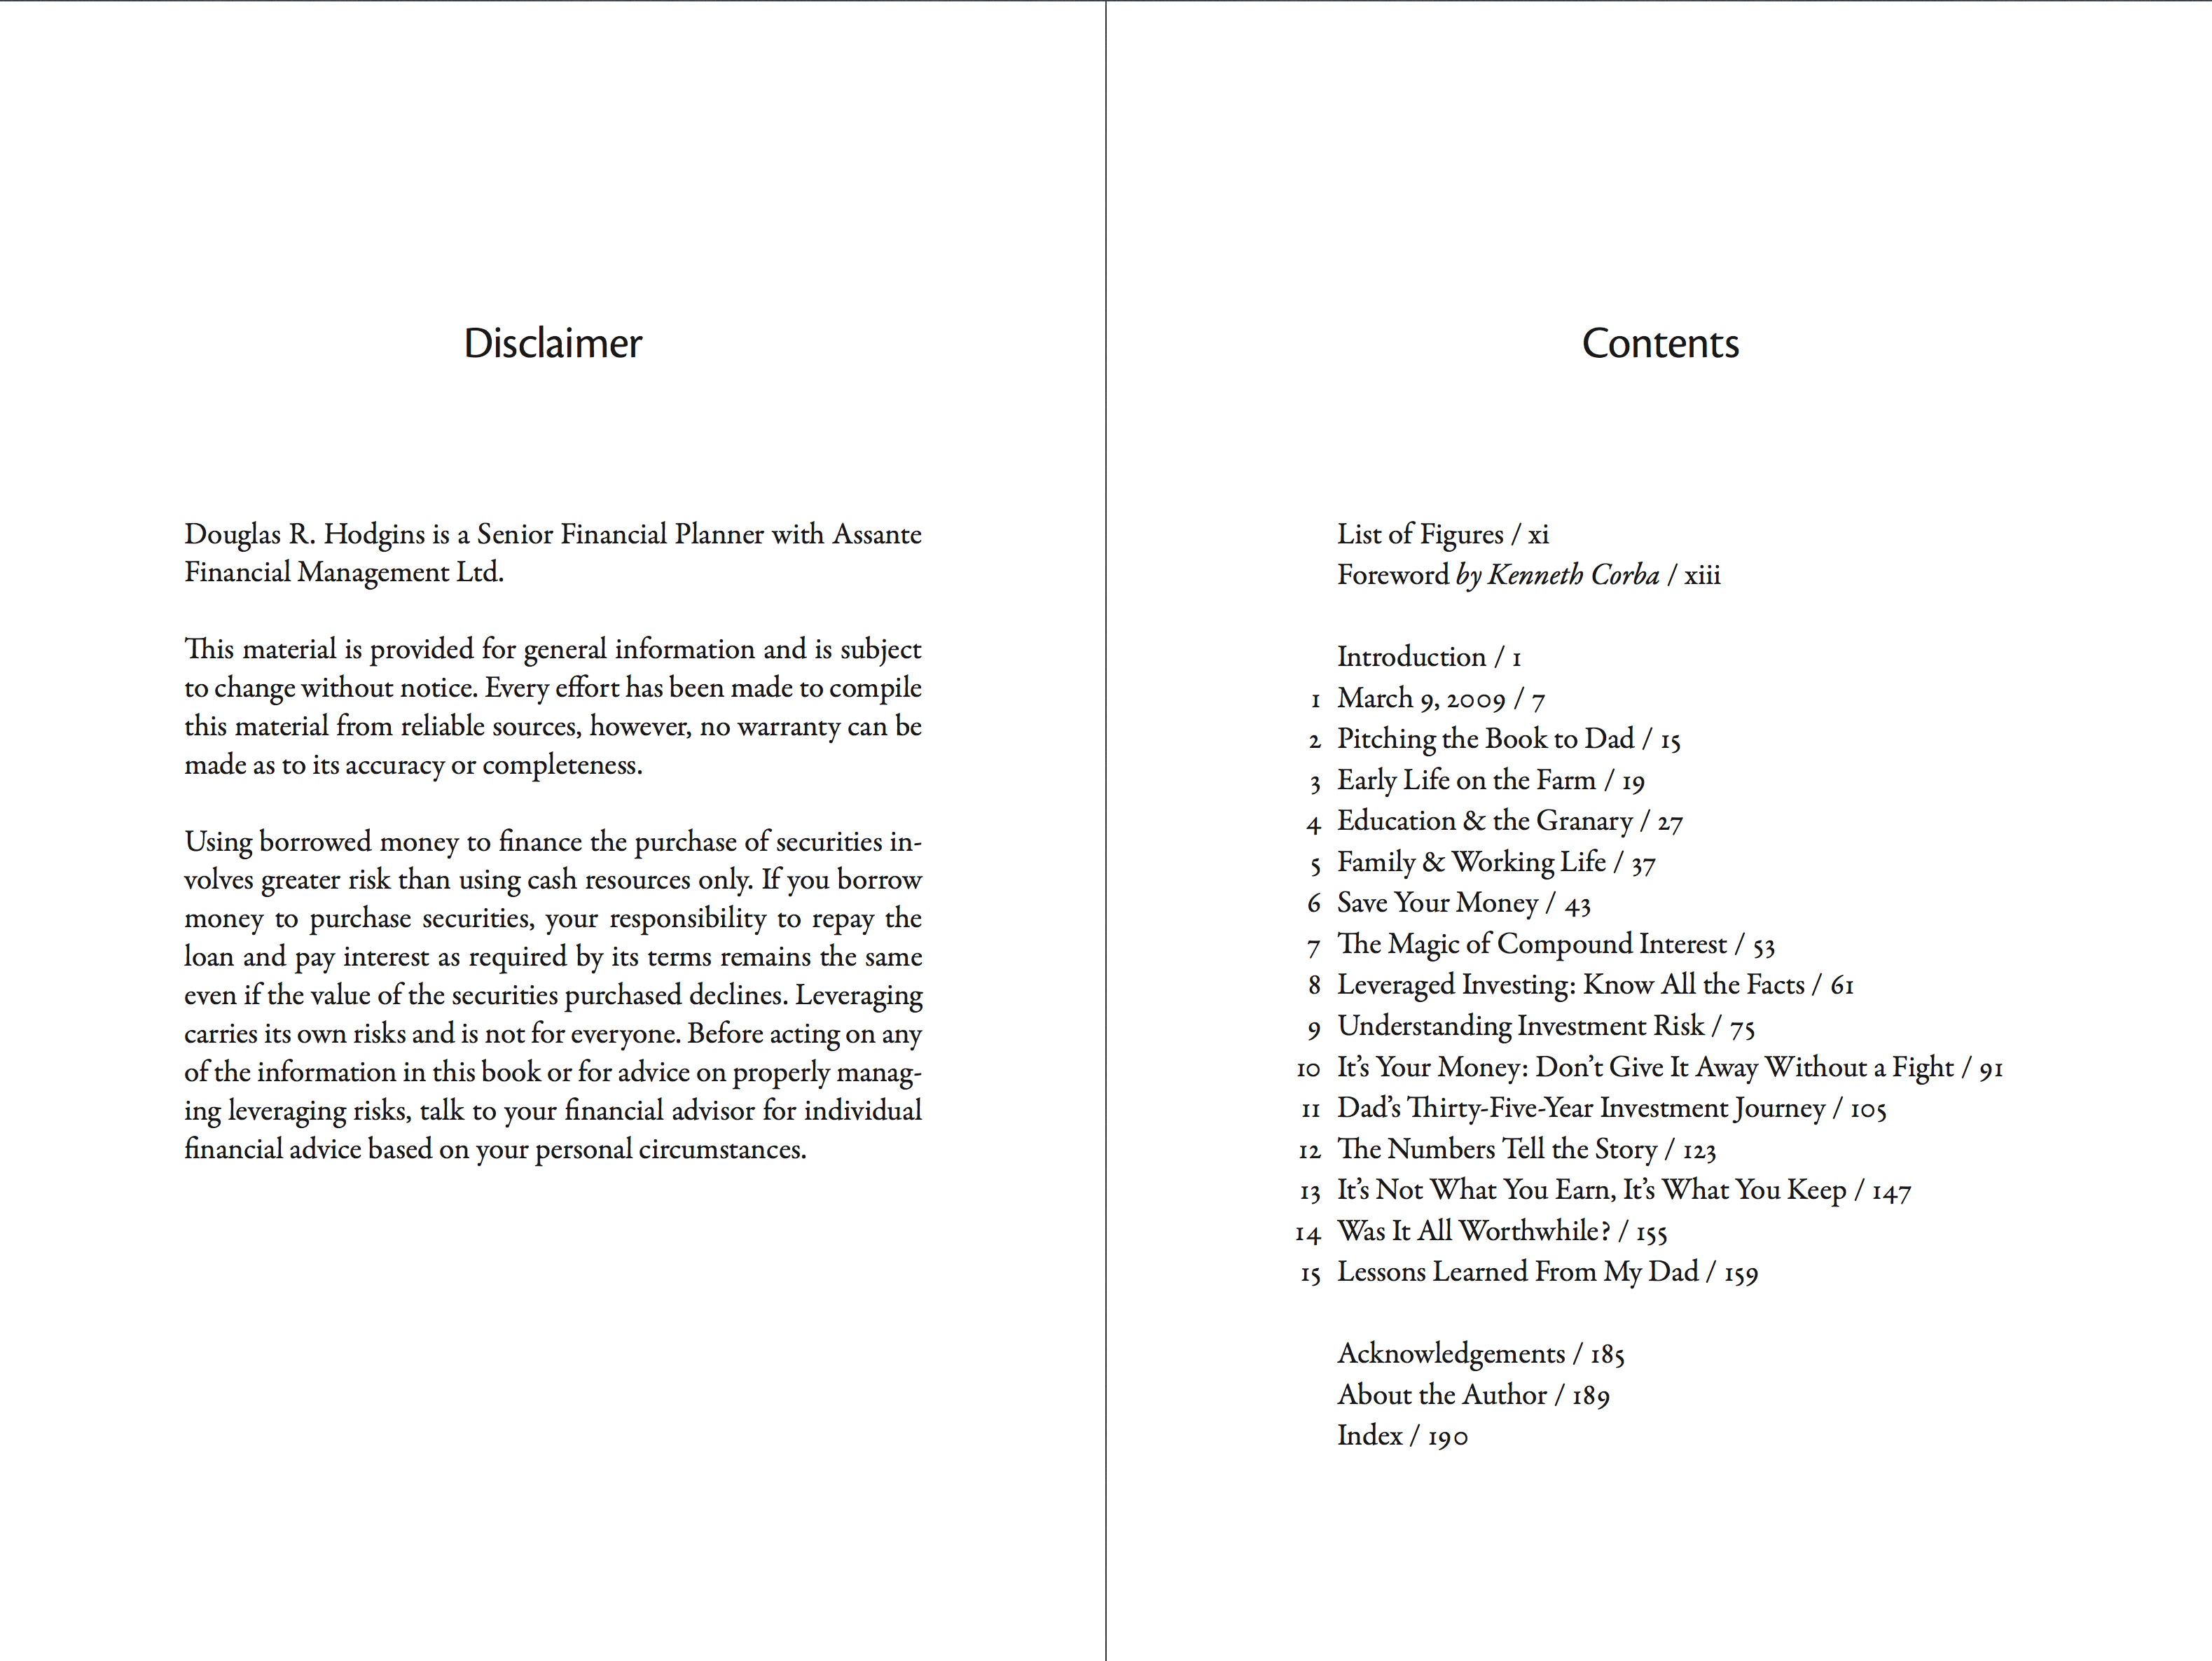 Disclaimer
Douglas R. Hodgins is a Senior Financial Planner with Assante
Financial Management Ltd.
This material is provided for general information and is subject
to change without notice. Every effort has been made to compile
this material from reliable sources, however, no warranty can be
made as to its accuracy or completeness.
Using borrowed money to finance the purchase of securities in-
volves greater risk than using cash resources only. If you borrow
money to purchase securities, your responsibility to repay the
loan and pay interest as required by its terms remains the same
even if the value of the securities purchased declines. Leveraging
carries its own risks and is not for everyone. Before acting on any
of the information in this book or for advice on properly manag-
ing leveraging risks, talk to your financial advisor for individual
financial advice based on your personal circumstances.
Contents
List of Figures / xi
Foreword by Kenneth Corba / xiii
Introduction / 1
1 March 9, 2009 / 7
2 Pitching the Book to Dad / 15
3 Early Life on the Farm / 19
4 Education & the Granary / 27
5 Family & Working Life / 37
6 Save Your Money / 43
7 The Magic of Compound Interest / 53
8 Leveraged Investing: Know All the Facts / 61
9 Understanding Investment Risk / 75
10 It’s Your Money: Don’t Give It Away Without a Fight / 91
11 Dad’s Thirty-Five-Year Investment Journey / 105
12 The Numbers Tell the Story / 123
13 It’s Not What You Earn, It’s What You Keep / 147
14 Was It All Worthwhile? / 155
15 Lessons Learned From My Dad / 159
Acknowledgements / 185
About the Author / 189
Index / 190